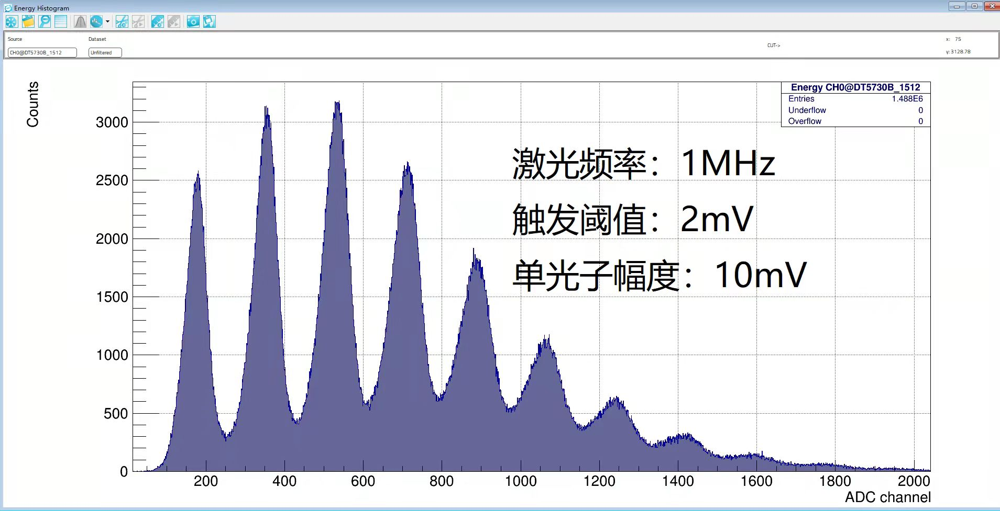 Energy Histogram
Source
Dataset
CH0@DT5730B_1512
Unfiltered
CUT->
x: 75
y: 3128.78
Counts
Energy CH0@DT5730B_1512
Entries 1.488E6
Underflow 0
Overflow 0
激光频率：1MHz
触发阈值：2mV
单光子幅度：10mV
3000
2500
2000
1500
1000
500
0
200 400 600 800 1000 1200 1400 1600 1800 2000
ADC channel